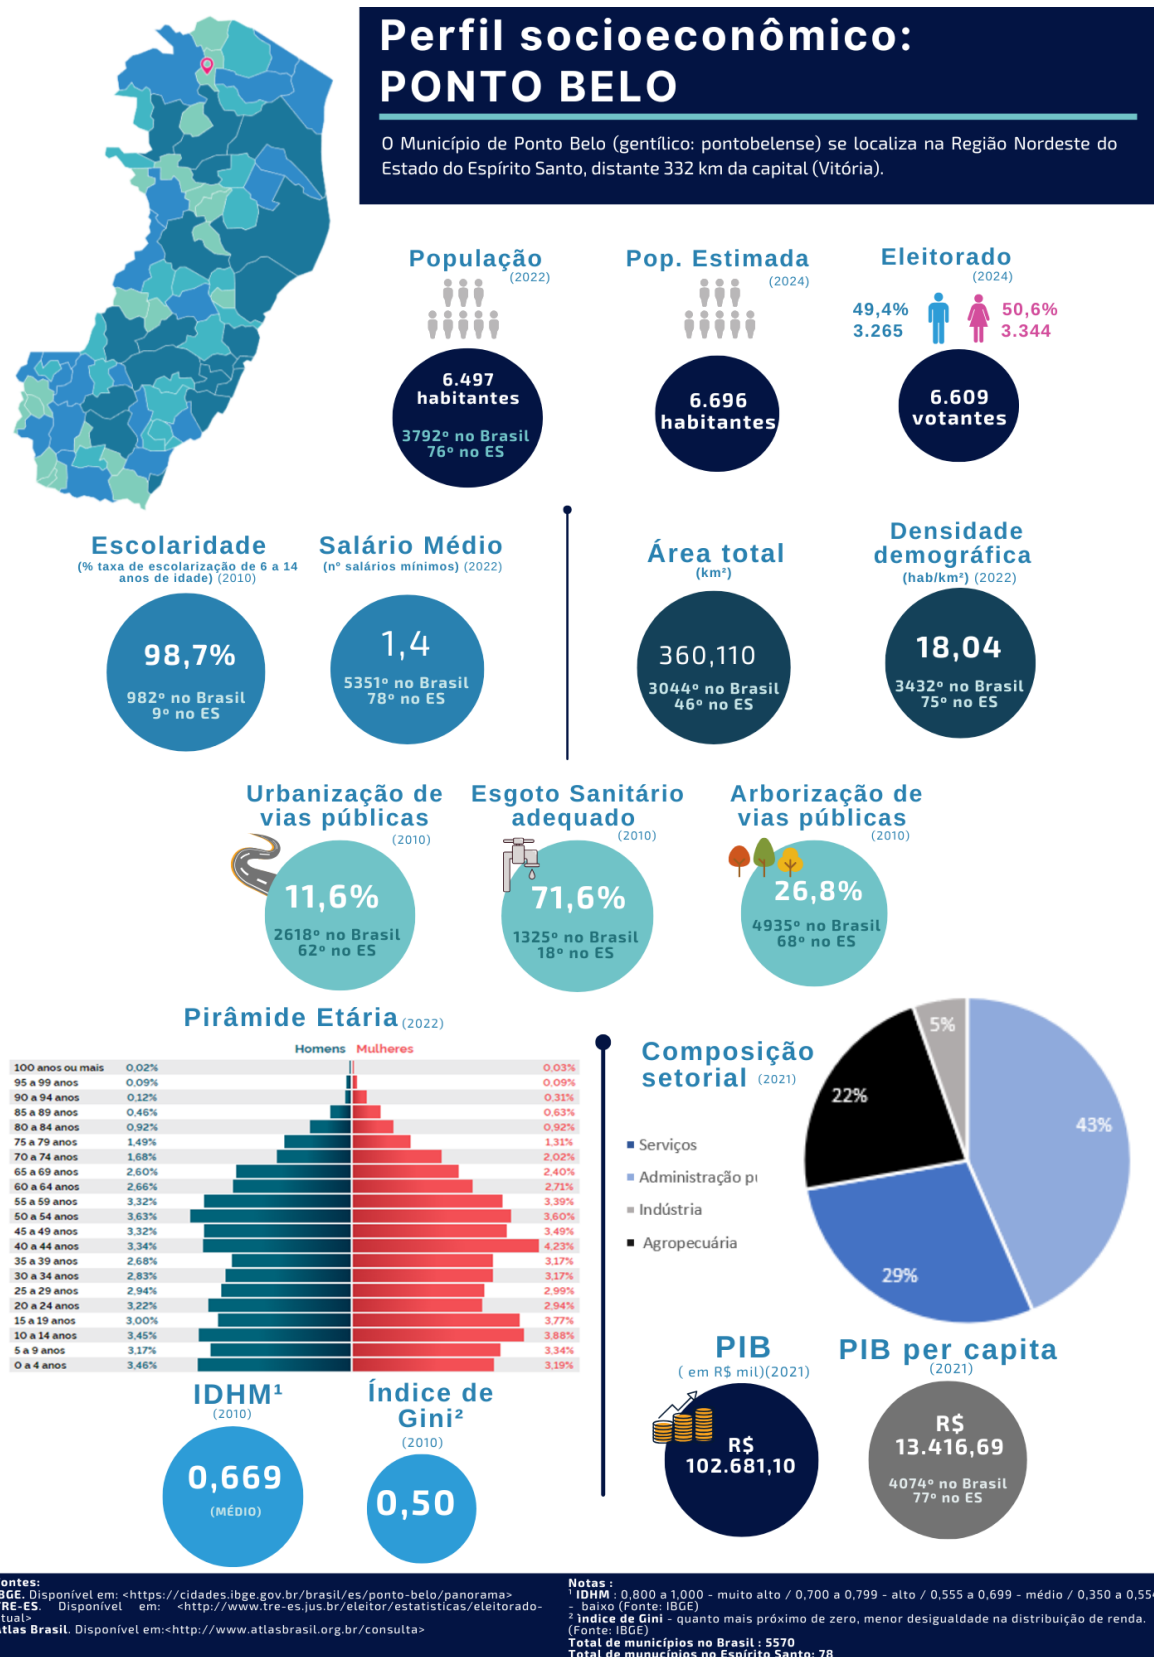 Perfil socioeconômico:
PONTO BELO
O Município de Ponto Belo (gentílico: pontobelense) se localiza na Região Nordeste do
Estado do Espírito Santo, distante 332 km da capital (Vitória).
População
(2022)
6.497
habitantes
3792º no Brasil
76º no ES
Pop. Estimada
(2024)
6.696
habitantes
Eleitorado
(2024)
49,4%
3.265
50,6%
3.344
6.609
votantes
Escolaridade
(% taxa de escolarização de 6 a 14
anos de idade) (2010)
98,7%
982º no Brasil
9º no ES
Salário Médio
(nº salários mínimos) (2022)
1,4
5351º no Brasil
78º no ES
Área total
(km²)
360,110
3044º no Brasil
46º no ES
Densidade
demográfica
(hab/km²) (2022)
18,04
3432º no Brasil
75º no ES
Urbanização de
vias públicas
(2010)
11,6%
2618º no Brasil
62º no ES
Esgoto Sanitário
adequado
(2010)
71,6%
1325º no Brasil
18º no ES
Arborização de
vias públicas
(2010)
26,8%
4935º no Brasil
68º no ES
Pirâmide Etária (2022)
Homens Mulheres
100 anos ou mais 0,02% 0,03%
95 a 99 anos 0,09% 0,09%
90 a 94 anos 0,12% 0,31%
85 a 89 anos 0,46% 0,63%
80 a 84 anos 0,92% 0,92%
75 a 79 anos 1,49% 1,31%
70 a 74 anos 1,68% 2,02%
65 a 69 anos 2,60% 2,40%
60 a 64 anos 2,66% 2,71%
55 a 59 anos 3,32% 3,39%
50 a 54 anos 3,63% 3,60%
45 a 49 anos 3,32% 3,49%
40 a 44 anos 3,34% 4,23%
35 a 39 anos 2,68% 3,17%
30 a 34 anos 2,83% 3,17%
25 a 29 anos 2,94% 2,99%
20 a 24 anos 3,22% 2,94%
15 a 19 anos 3,00% 3,77%
10 a 14 anos 3,45% 3,88%
5 a 9 anos 3,17% 3,34%
0 a 4 anos 3,46% 3,19%
Composição
setorial (2021)
Serviços
Administração pu
Indústria
Agropecuária
5%
22%
43%
29%
IDHM¹
(2010)
0,669
(MÉDIO)
Índice de
Gini²
(2010)
0,50
PIB
( em R$ mil)(2021)
R$
102.681,10
PIB per capita
(2021)
R$
13.416,69
4074º no Brasil
77º no ES
ontes:
BGE. Disponível em: <https://cidades.ibge.gov.br/brasil/es/ponto-belo/panorama>
RE-ES. Disponível em: <http://www.tre-es.jus.br/eleitor/estatisticas/eleitorado-
tual>
tlas Brasil. Disponível em:<http://www.atlasbrasil.org.br/consulta>
Notas :
¹ IDHM : 0,800 a 1,000 - muito alto / 0,700 a 0,799 - alto / 0,555 a 0,699 - médio / 0,350 a 0,554
- baixo (Fonte: IBGE)
² Índice de Gini - quanto mais próximo de zero, menor desigualdade na distribuição de renda.
(Fonte: IBGE)
Total de municípios no Brasil : 5570
Total de munucípios no Espírito Santo: 78